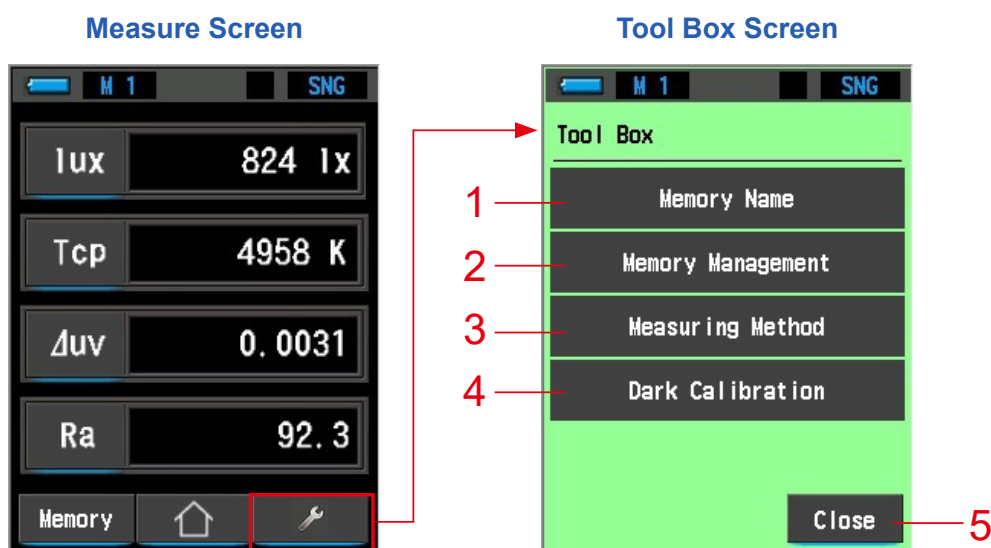 Measure Screen
M 1 SNG
lux 824 lx
Tcp 4958 K
⊿uv 0.0031
Ra 92.3
Memory
Tool Box Screen
M 1 SNG
Tool Box
1 Memory Name
2 Memory Management
3 Measuring Method
4 Dark Calibration
Close 5